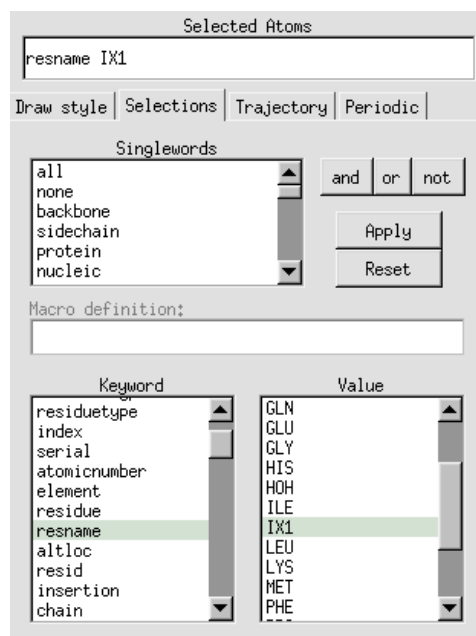 Selected Atoms
resname IX1
Draw style Selections Trajectory Periodic
Singlewords
all
none
backbone
sidechain
protein
nucleic
and or not
Apply
Reset
Macro definition:
Keyword
residuetype
index
serial
atomicnumber
element
residue
resname
altloc
resid
insertion
chain
Value
GLN
GLU
GLY
HIS
HOH
ILE
IX1
LEU
LYS
MET
PHE